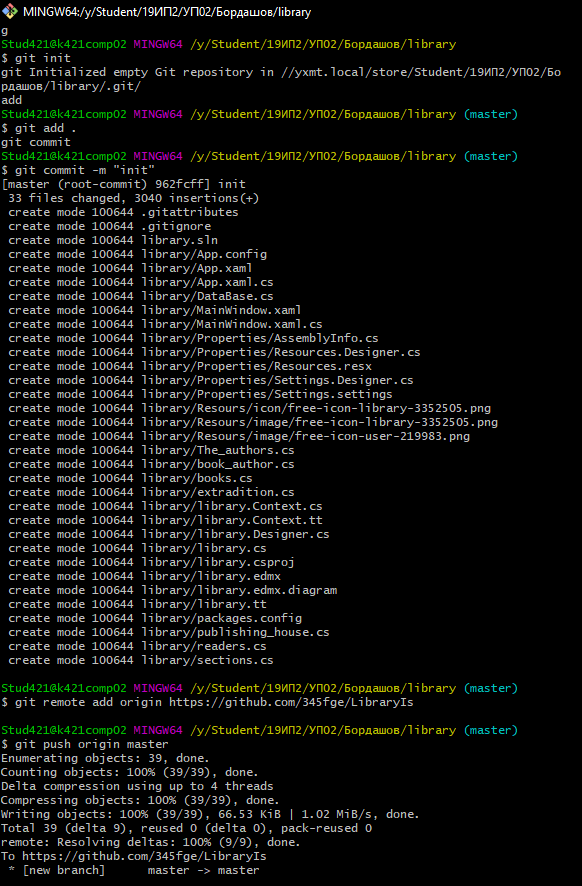 MINGW64:/y/Student/19ИП2/УП02/Бордашов/library
g
Stud421@k421comp02 MINGW64 /y/Student/19ИП2/УП02/Бордашов/library
$ git init
git Initialized empty Git repository in //yxmt.local/store/Student/19ИП2/УП02/Бо
рдашов/library/.git/
add
Stud421@k421comp02 MINGW64 /y/Student/19ИП2/УП02/Бордашов/library (master)
$ git add .
git commit
Stud421@k421comp02 MINGW64 /y/Student/19ИП2/УП02/Бордашов/library (master)
$ git commit -m "init"
[master (root-commit) 962fcff] init
 33 files changed, 3040 insertions(+)
 create mode 100644 .gitattributes
 create mode 100644 .gitignore
 create mode 100644 library.sln
 create mode 100644 library/App.config
 create mode 100644 library/App.xaml
 create mode 100644 library/App.xaml.cs
 create mode 100644 library/DataBase.cs
 create mode 100644 library/MainWindow.xaml
 create mode 100644 library/MainWindow.xaml.cs
 create mode 100644 library/Properties/AssemblyInfo.cs
 create mode 100644 library/Properties/Resources.Designer.cs
 create mode 100644 library/Properties/Resources.resx
 create mode 100644 library/Properties/Settings.Designer.cs
 create mode 100644 library/Properties/Settings.settings
 create mode 100644 library/Resours/icon/free-icon-library-3352505.png
 create mode 100644 library/Resours/image/free-icon-library-3352505.png
 create mode 100644 library/Resours/image/free-icon-user-219983.png
 create mode 100644 library/The_authors.cs
 create mode 100644 library/book_author.cs
 create mode 100644 library/books.cs
 create mode 100644 library/extradition.cs
 create mode 100644 library/library.Context.cs
 create mode 100644 library/library.Context.tt
 create mode 100644 library/library.Designer.cs
 create mode 100644 library/library.cs
 create mode 100644 library/library.csproj
 create mode 100644 library/library.edmx
 create mode 100644 library/library.edmx.diagram
 create mode 100644 library/library.tt
 create mode 100644 library/packages.config
 create mode 100644 library/publishing_house.cs
 create mode 100644 library/readers.cs
 create mode 100644 library/sections.cs
Stud421@k421comp02 MINGW64 /y/Student/19ИП2/УП02/Бордашов/library (master)
$ git remote add origin https://github.com/345fge/LibraryIs
Stud421@k421comp02 MINGW64 /y/Student/19ИП2/УП02/Бордашов/library (master)
$ git push origin master
Enumerating objects: 39, done.
Counting objects: 100% (39/39), done.
Delta compression using up to 4 threads
Compressing objects: 100% (39/39), done.
Writing objects: 100% (39/39), 66.53 KiB | 1.02 MiB/s, done.
Total 39 (delta 9), reused 0 (delta 0), pack-reused 0
remote: Resolving deltas: 100% (9/9), done.
To https://github.com/345fge/LibraryIs
 * [new branch]      master -> master